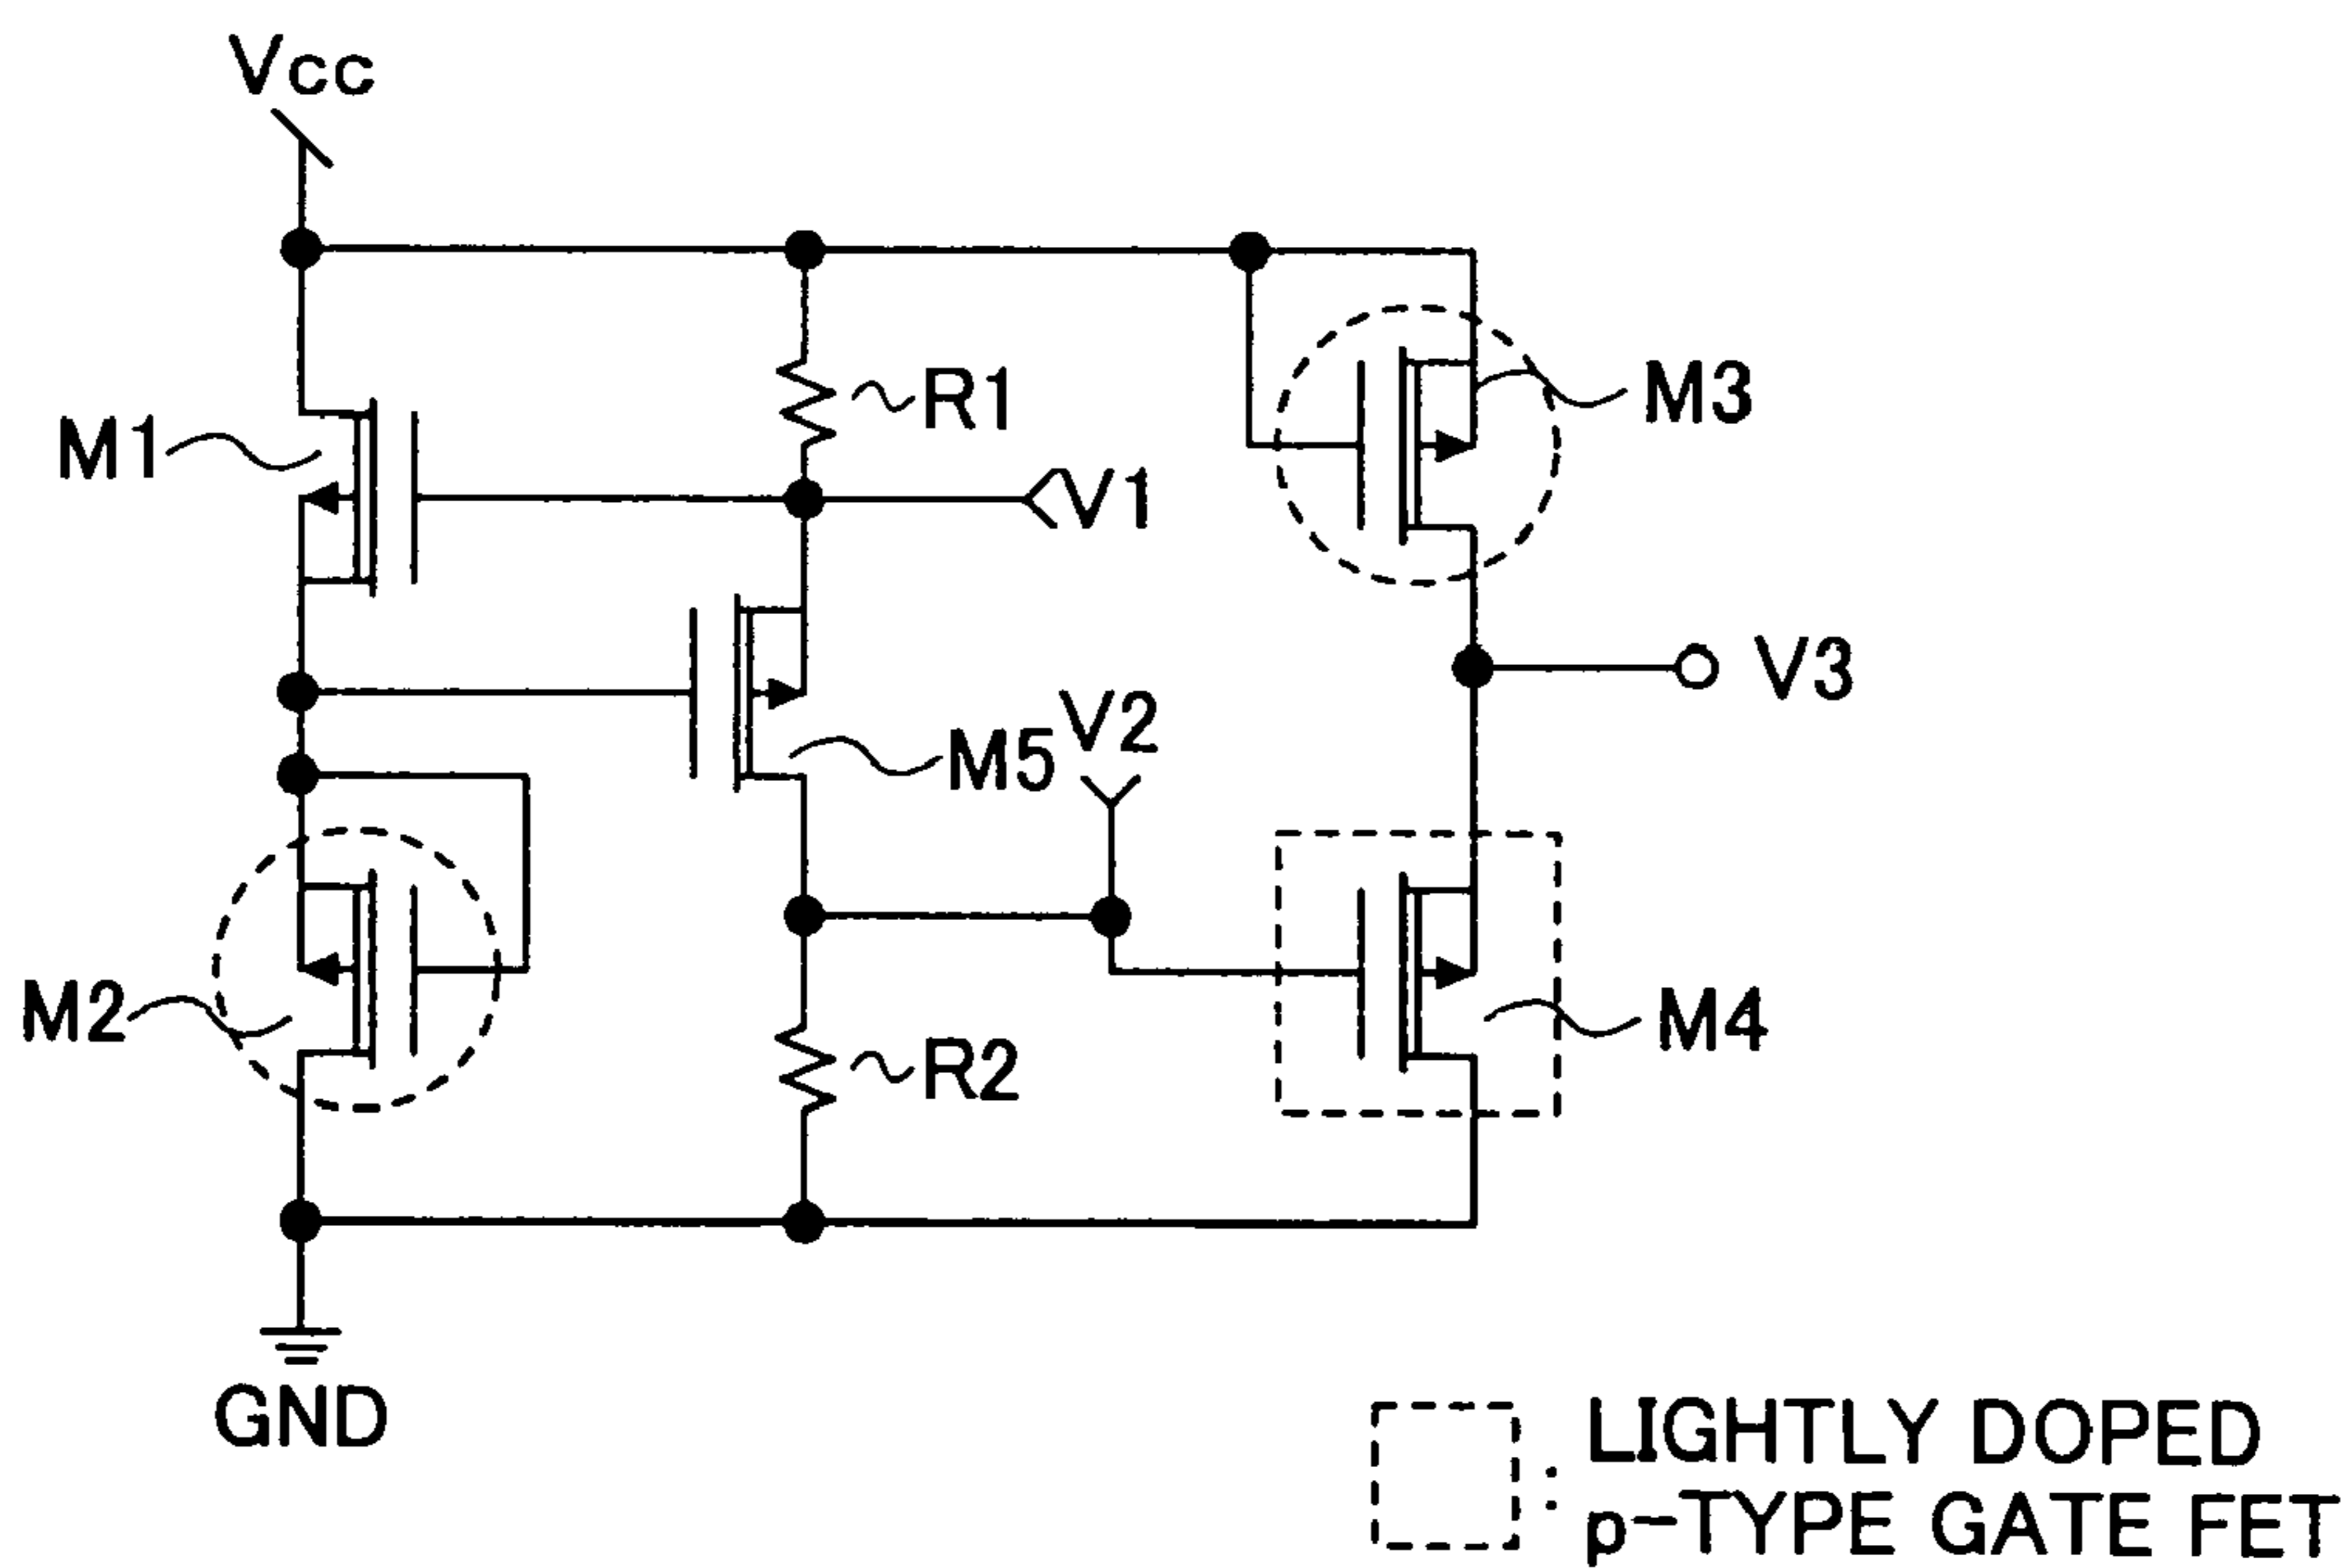 Vcc
R1
M3
M1
V1
V3
V2
M5
M2
R2
M4
GND
: LIGHTLY DOPED
p-TYPE GATE FET